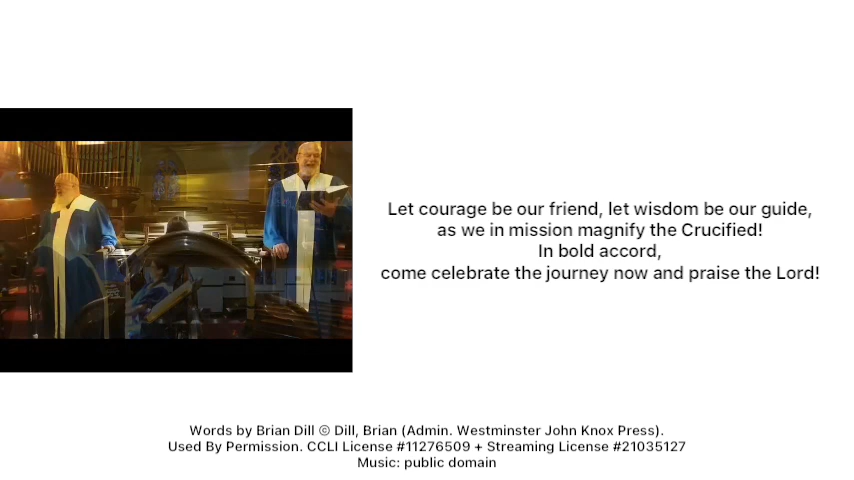 Let courage be our friend, let wisdom be our guide,
as we in mission magnify the Crucified!
In bold accord,
come celebrate the journey now and praise the Lord!
Words by Brian Dill © Dill, Brian (Admin. Westminster John Knox Press).
Used By Permission. CCLI License #11276509 + Streaming License #21035127
Music: public domain